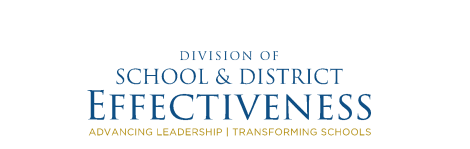 DIVISION OF
SCHOOL & DISTRICT
EFFECTIVENESS
ADVANCING LEADERSHIP | TRANSFORMING SCHOOLS